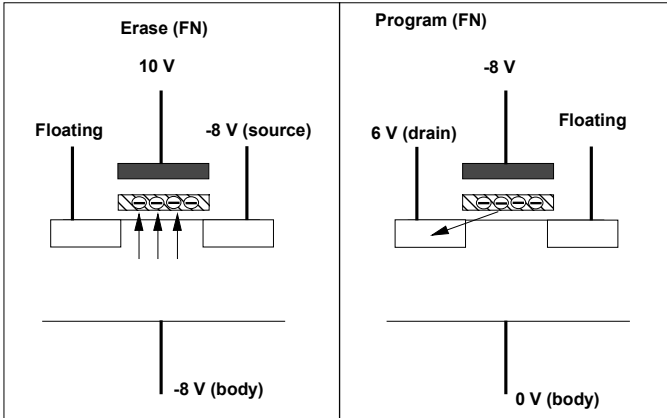 Erase (FN)
10 V
Floating
-8 V (source)
-8 V (body)
Program (FN)
-8 V
6 V (drain)
Floating
0 V (body)